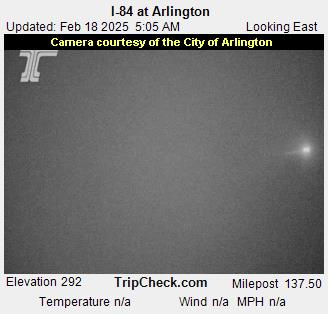 I-84 at Arlington
Updated: Feb 18 2025 5:05 AM Looking East
Camera courtesy of the City of Arlington
Elevation 292 TripCheck.com Milepost 137.50
Temperature n/a Wind n/a MPH n/a